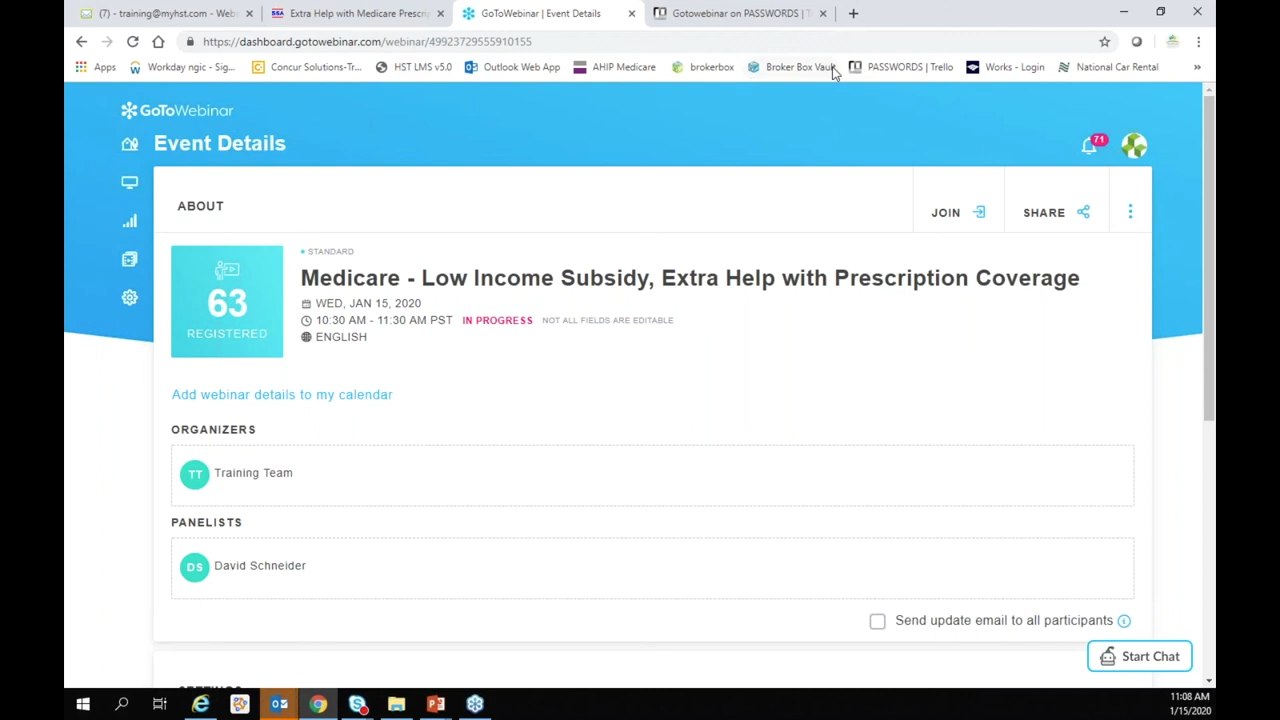 (7) - training@myhst.com - Web
Extra Help with Medicare Prescrip
GoToWebinar | Event Details
Gotowebinar on PASSWORDS | T
https://dashboard.gotowebinar.com/webinar/49923729555910155
Apps
Workday ngic - Sig...
Concur Solutions-Tr...
HST LMS v5.0
Outlook Web App
AHIP Medicare
brokerbox
Broker Box Vault
PASSWORDS | Trello
Works - Login
National Car Rental
»
GoToWebinar
Event Details
71
ABOUT
JOIN
SHARE
63
REGISTERED
STANDARD
Medicare - Low Income Subsidy, Extra Help with Prescription Coverage
WED, JAN 15, 2020
10:30 AM - 11:30 AM PST IN PROGRESS NOT ALL FIELDS ARE EDITABLE
ENGLISH
Add webinar details to my calendar
ORGANIZERS
TT Training Team
PANELISTS
DS David Schneider
Send update email to all participants
Start Chat
SETTINGS
11:08 AM
1/15/2020